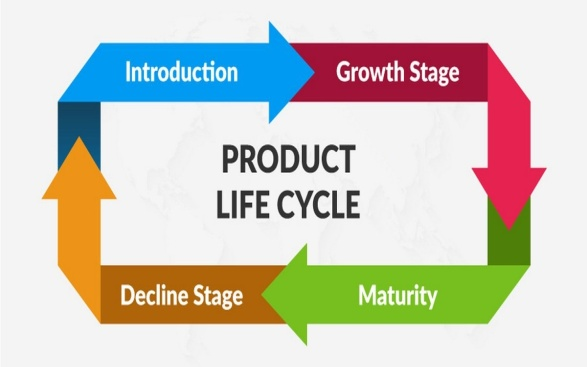 Introduction
Growth Stage
PRODUCT
LIFE CYCLE
Decline Stage
Maturity